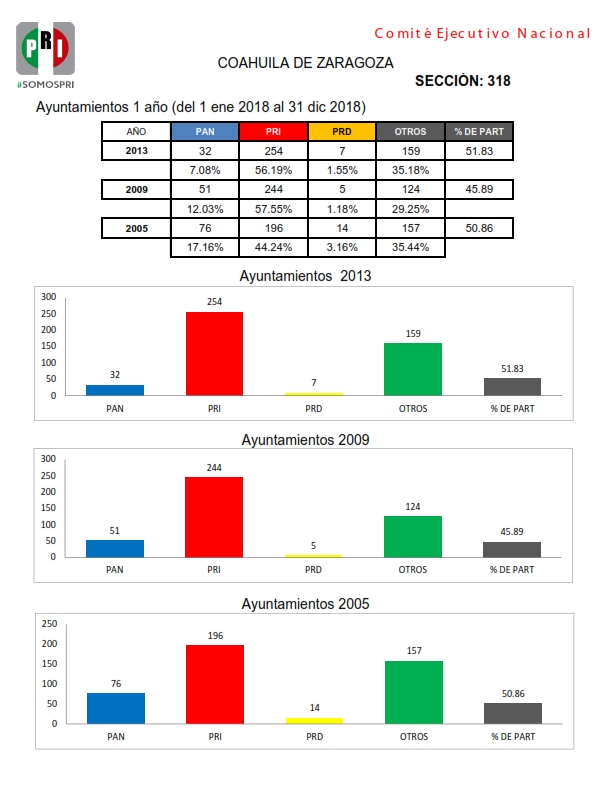 Comité Ejecutivo Nacional
PRI
#SOMOSPRI
COAHUILA DE ZARAGOZA
SECCIÓN: 318
Ayuntamientos 1 año (del 1 ene 2018 al 31 dic 2018)
AÑO PAN PRI PRD OTROS % DE PART
2013 32 254 7 159 51.83
7.08% 56.19% 1.55% 35.18%
2009 51 244 5 124 45.89
12.03% 57.55% 1.18% 29.25%
2005 76 196 14 157 50.86
17.16% 44.24% 3.16% 35.44%
Ayuntamientos 2013
300
250
200
150
100
50
0
32 254 7 159 51.83
PAN PRI PRD OTROS % DE PART
Ayuntamientos 2009
300
250
200
150
100
50
0
51 244 5 124 45.89
PAN PRI PRD OTROS % DE PART
Ayuntamientos 2005
250
200
150
100
50
0
76 196 14 157 50.86
PAN PRI PRD OTROS % DE PART